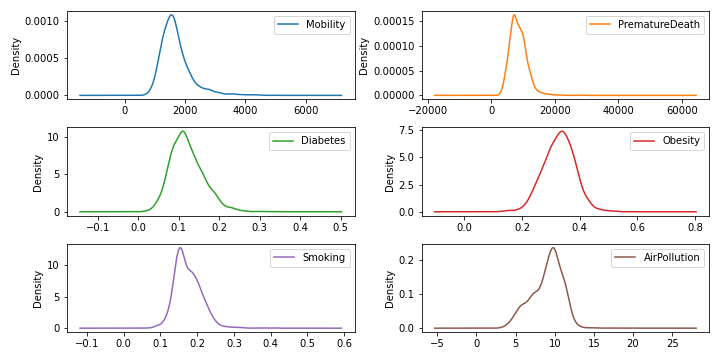 Density
0.0010
0.0005
0.0000
Mobility
0 2000 4000 6000
Density
0.00015
0.00010
0.00005
0.00000
PrematureDeath
−20000 0 20000 40000 60000
Density
10
5
0
Diabetes
−0.1 0.0 0.1 0.2 0.3 0.4 0.5
Density
7.5
5.0
2.5
0.0
Obesity
0.0 0.2 0.4 0.6 0.8
Density
10
5
0
Smoking
−0.1 0.0 0.1 0.2 0.3 0.4 0.5 0.6
Density
0.2
0.1
0.0
AirPollution
−5 0 5 10 15 20 25